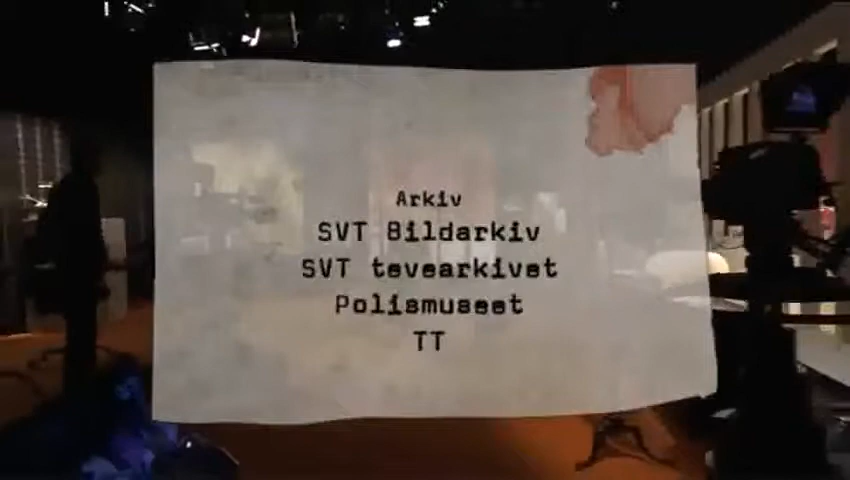 Arkiv
SVT Bildarkiv
SVT tevearkivet
Polismuseet
TT